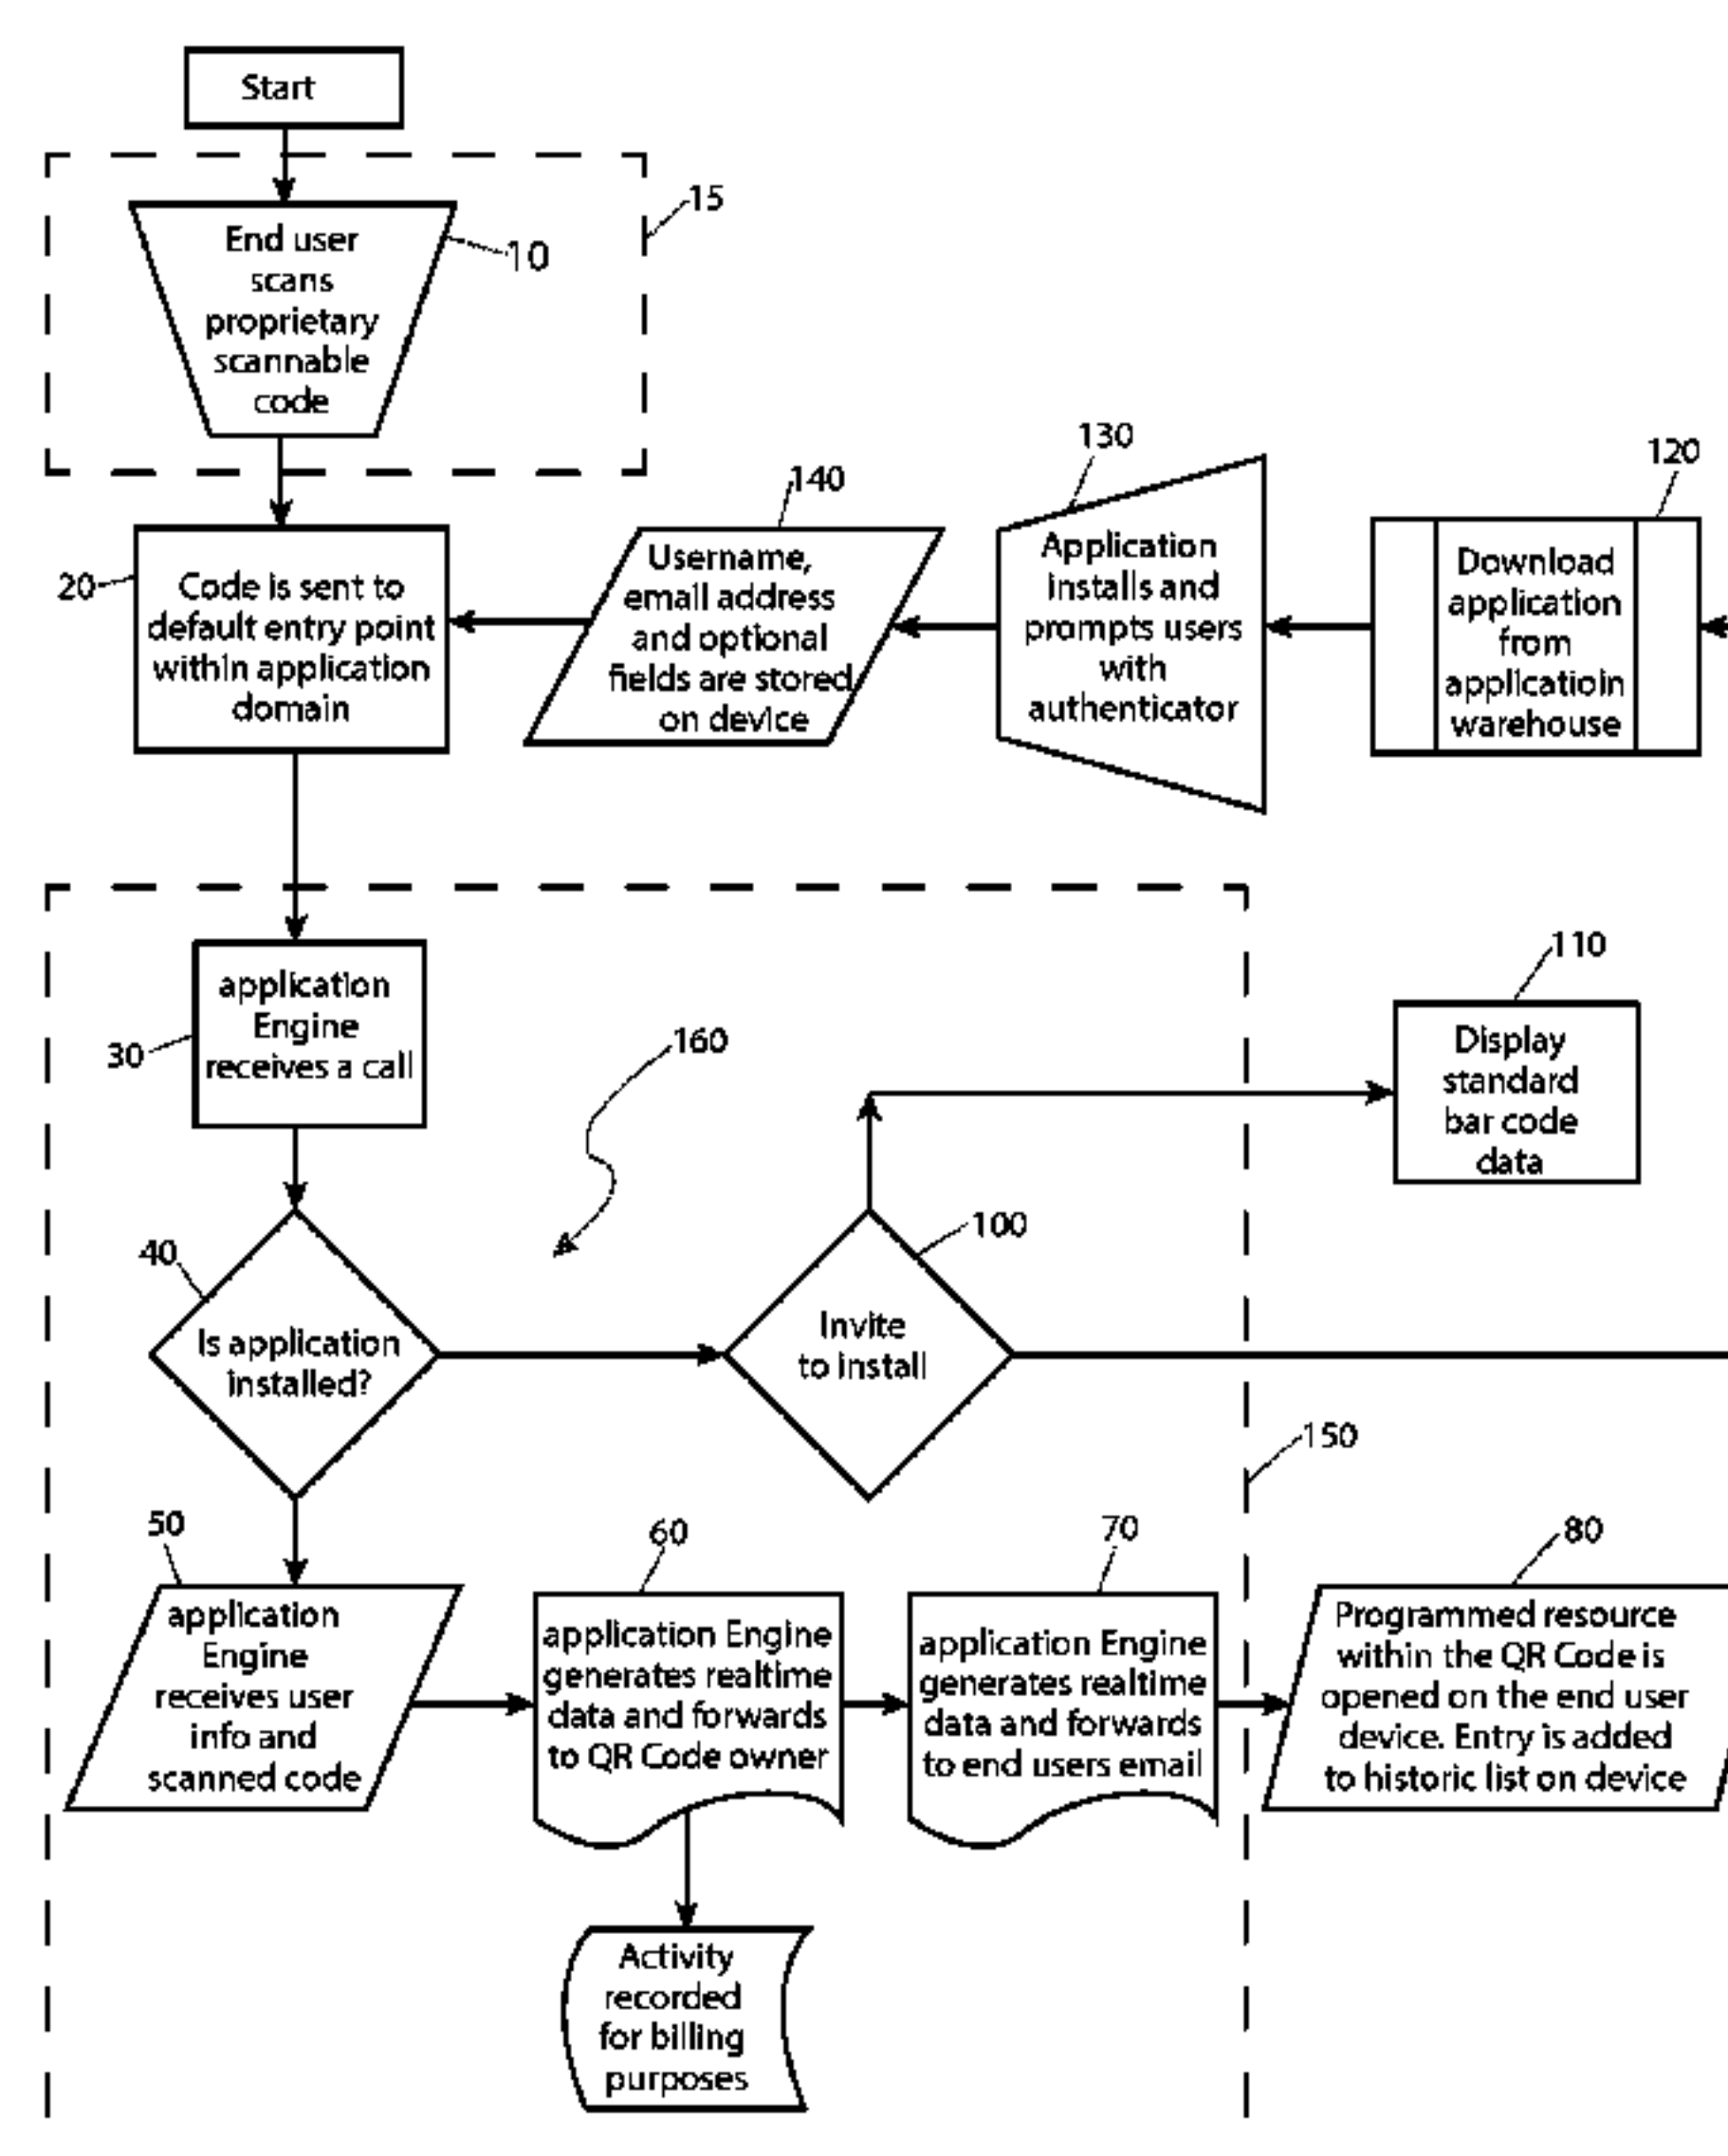 Start
15
End user
scans
proprietary
scannable
code
10
130
120
140
20
Code is sent to
default entry point
within application
domain
Username,
email address
and optional
fields are stored
on device
Application
installs and
prompts users
with
authenticator
Download
application
from
applicatioin
warehouse
30
application
Engine
receives a call
160
110
Display
standard
bar code
data
40
Is application
installed?
100
Invite
to install
150
50
application
Engine
receives user
info and
scanned code
60
application Engine
generates realtime
data and forwards
to QR Code owner
70
application Engine
generates realtime
data and forwards
to end users email
80
Programmed resource
within the QR Code is
opened on the end user
device. Entry is added
to historic list on device
Activity
recorded
for billing
purposes